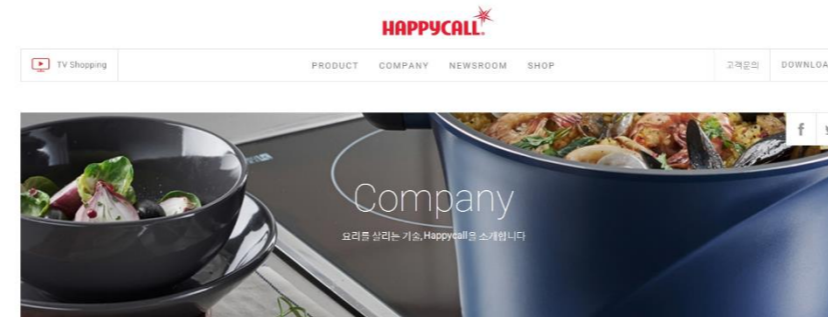 HAPPYCALL
TV Shopping
PRODUCT COMPANY NEWSROOM SHOP
고객문의 DOWNLOA
f
Company
요리를 살리는 기술, Happycall을 소개합니다